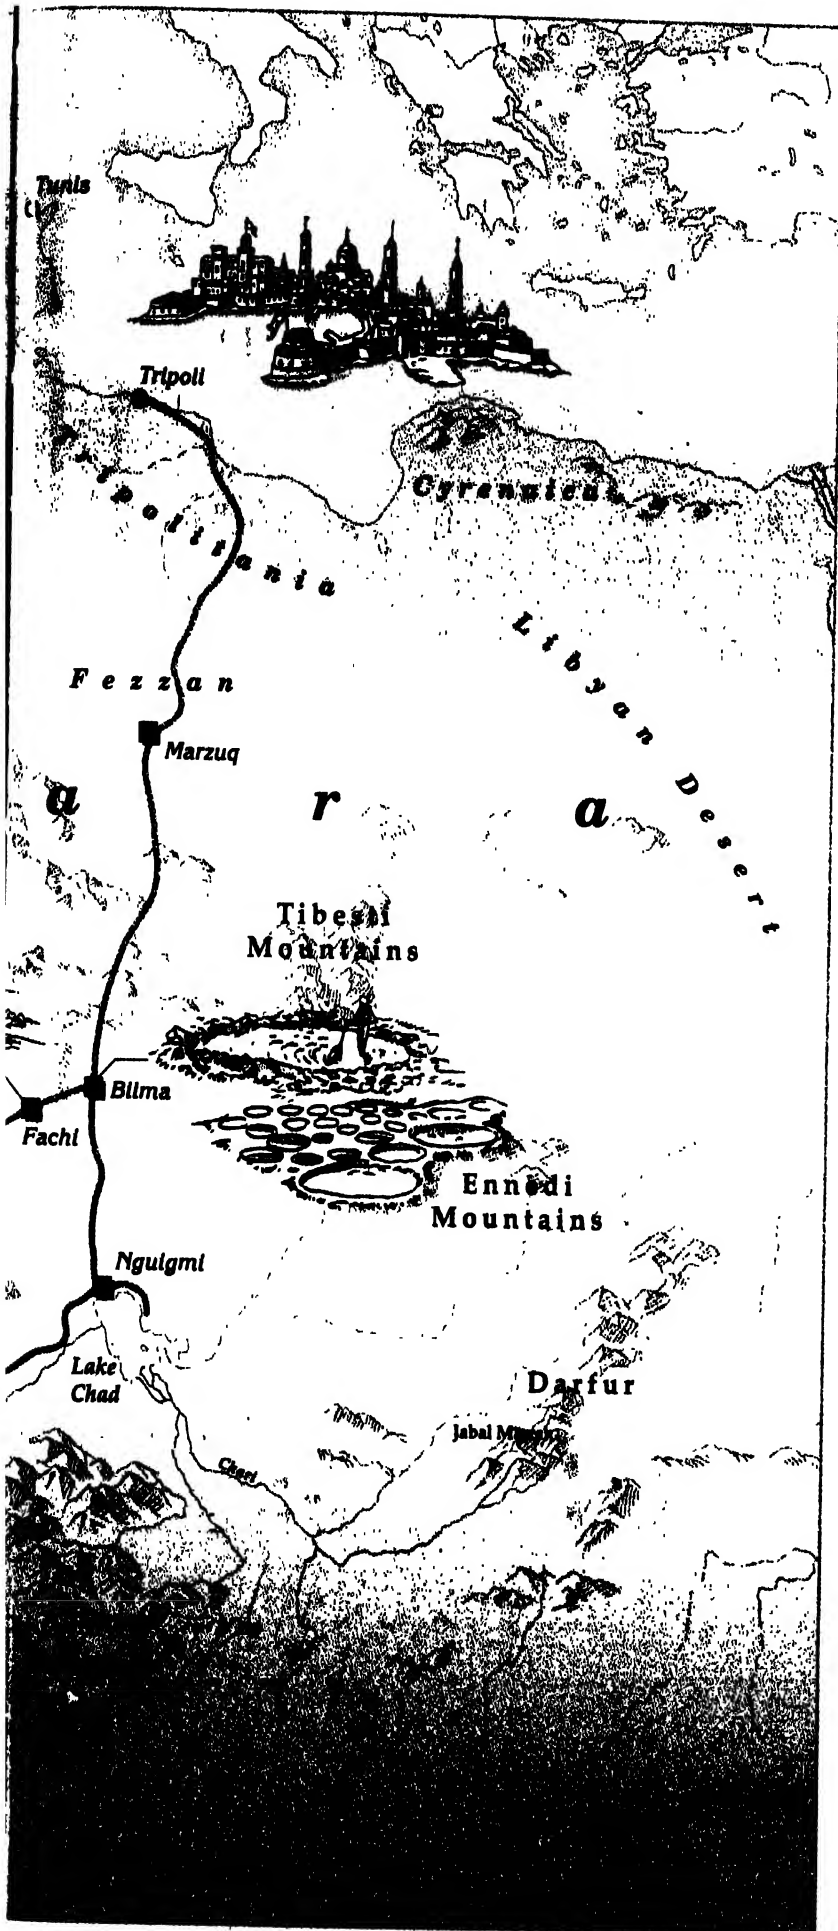 Tunis
Tripoli
Tripolitania
Cyrenaica
Libyan Desert
Fezzan
Marzuq
a r a
Tibesti
Mountains
Bilma
Fachi
Ennedi
Mountains
Nguigmi
Lake
Chad
Darfur
Jabal
Chari